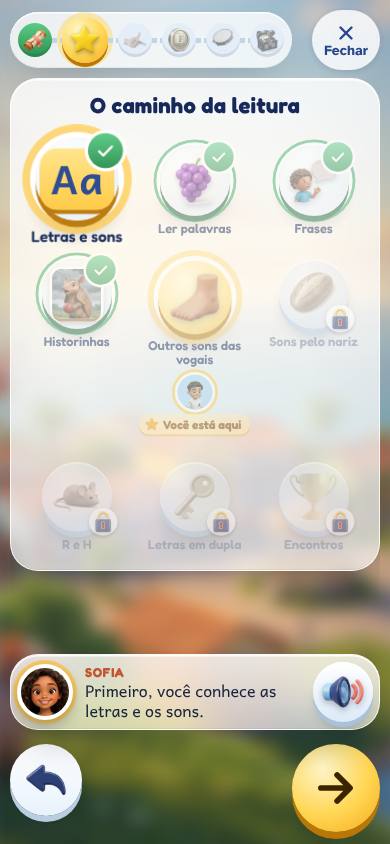 Fechar
O caminho da leitura
Aa
Letras e sons
Ler palavras
Frases
Historinhas
Outros sons das
vogais
Sons pelo nariz
Você está aqui
R e H
Letras em dupla
Encontros
SOFIA
Primeiro, você conhece as
letras e os sons.